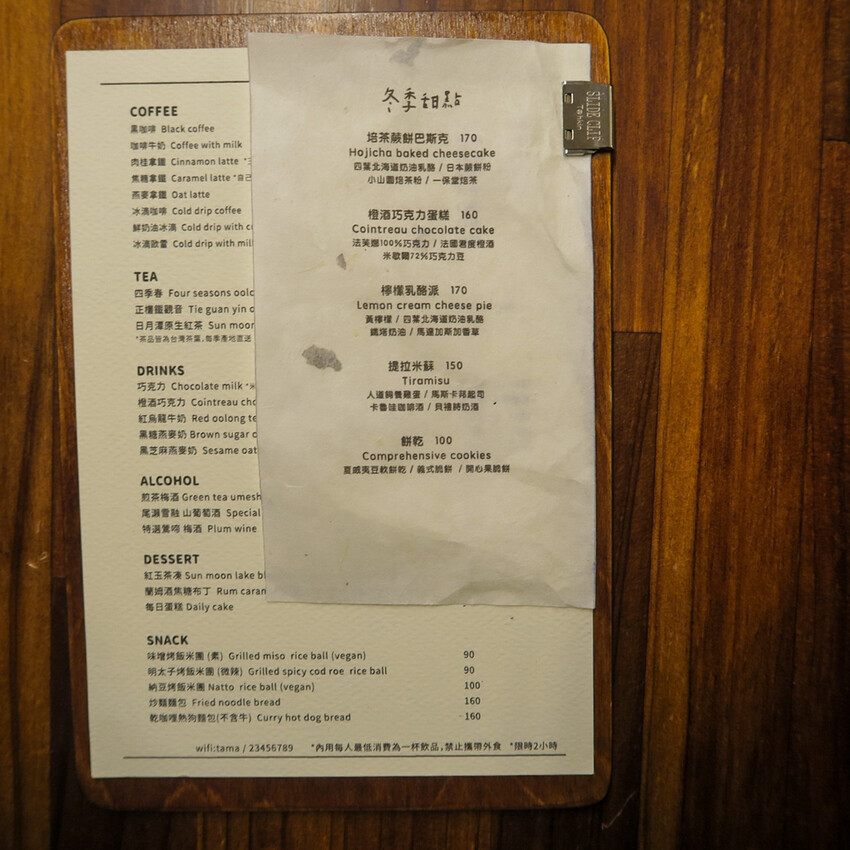 COFFEE
黑咖啡 Black coffee
咖啡牛奶 Coffee with milk
肉桂拿鐵 Cinnamon latte
焦糖拿鐵 Caramel latte *自己
燕麥拿鐵 Oat latte
冰滴咖啡 Cold drip coffee
鮮奶油冰滴 Cold drip with
冰滴歐蕾 Cold drip with
TEA
四季春 Four seasons
正欉鐵觀音 Tie guan yin
日月潭原生紅茶 Sun moon
*茶品皆為台灣茶葉,每季產地直送
DRINKS
巧克力 Chocolate milk
橙酒巧克力 Cointreau
紅烏龍牛奶 Red oolong
黑糖燕麥奶 Brown sugar
黑芝麻燕麥奶 Sesame oat
ALCOHOL
煎茶梅酒 Green tea umesh
尾瀨雪融 山葡萄酒 Special
特選鶯啼 梅酒 Plum wine
DESSERT
紅玉茶凍 Sun moon lake
蘭姆酒焦糖布丁 Rum
每日蛋糕 Daily cake
SNACK
味增烤飯米團 (素) Grilled miso rice ball (vegan) 90
明太子烤飯米團 (微辣) Grilled spicy cod roe rice ball 90
納豆烤飯米團 Natto rice ball (vegan) 100
炒麵麵包 Fried noodle bread 160
乾咖哩熱狗麵包(不含牛) Curry hot dog bread 160
wifi:tama / 23456789 *內用每人最低消費為一杯飲品,禁止攜帶外食 *限時2小時
冬季甜點
焙茶蕨餅巴斯克 170
Hojicha baked cheesecake
四葉北海道奶油乳酪 / 日本蕨餅粉
小山園焙茶粉 / 一保堂焙茶
橙酒巧克力蛋糕 160
Cointreau chocolate cake
法芙娜100%巧克力 / 法國君度橙酒
米歇爾72%巧克力豆
檸檬乳酪派 170
Lemon cream cheese pie
黃檸檬 / 四葉北海道奶油乳酪
鐵塔奶油 / 馬達加斯加香草
提拉米蘇 150
Tiramisu
人道飼養雞蛋 / 馬斯卡邦起司
卡魯哇咖啡酒 / 貝禮詩奶酒
餅乾 100
Comprehensive cookies
夏威夷豆軟餅乾 / 義式脆餅 / 開心果脆餅
SLIDE CLIP